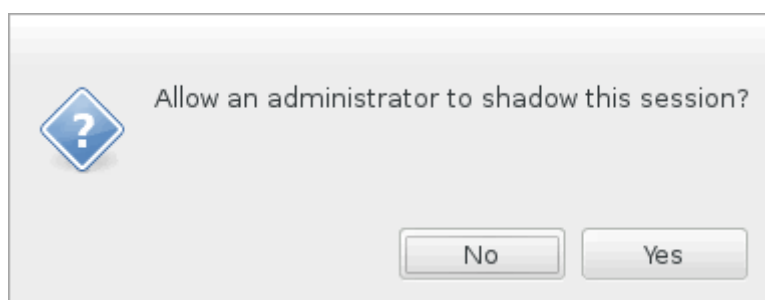 Allow an administrator to shadow this session?
?
No
Yes